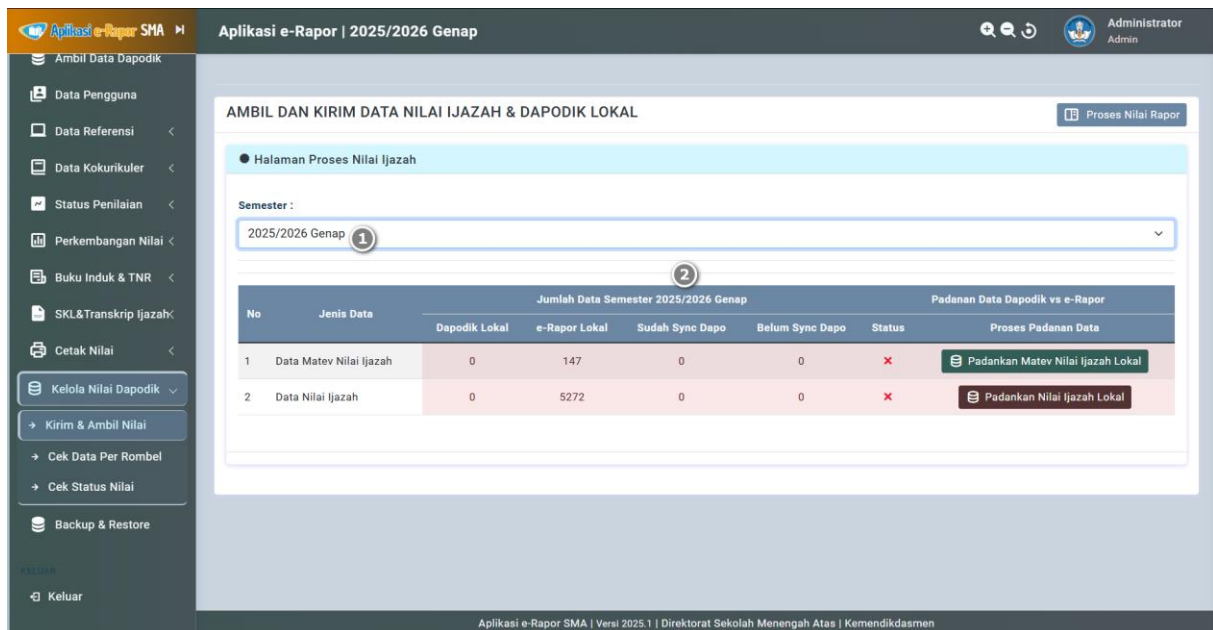 Aplikasi e-Rapor SMA
Aplikasi e-Rapor | 2025/2026 Genap
Administrator
Admin
Ambil Data Dapodik
Data Pengguna
Data Referensi
Data Kokurikuler
Status Penilaian
Perkembangan Nilai
Buku Induk & TNR
SKL&Transkrip Ijazah
Cetak Nilai
Kelola Nilai Dapodik
Kirim & Ambil Nilai
Cek Data Per Rombel
Cek Status Nilai
Backup & Restore
KELUAR
Keluar
AMBIL DAN KIRIM DATA NILAI IJAZAH & DAPODIK LOKAL
Proses Nilai Rapor
Halaman Proses Nilai Ijazah
Semester :
2025/2026 Genap
1
2
No Jenis Data Jumlah Data Semester 2025/2026 Genap Padanan Data Dapodik vs e-Rapor
Dapodik Lokal e-Rapor Lokal Sudah Sync Dapo Belum Sync Dapo Status Proses Padanan Data
1 Data Matev Nilai Ijazah 0 147 0 0 Padankan Matev Nilai Ijazah Lokal
2 Data Nilai Ijazah 0 5272 0 0 Padankan Nilai Ijazah Lokal
Aplikasi e-Rapor SMA | Versi 2025.1 | Direktorat Sekolah Menengah Atas | Kemendikdasmen